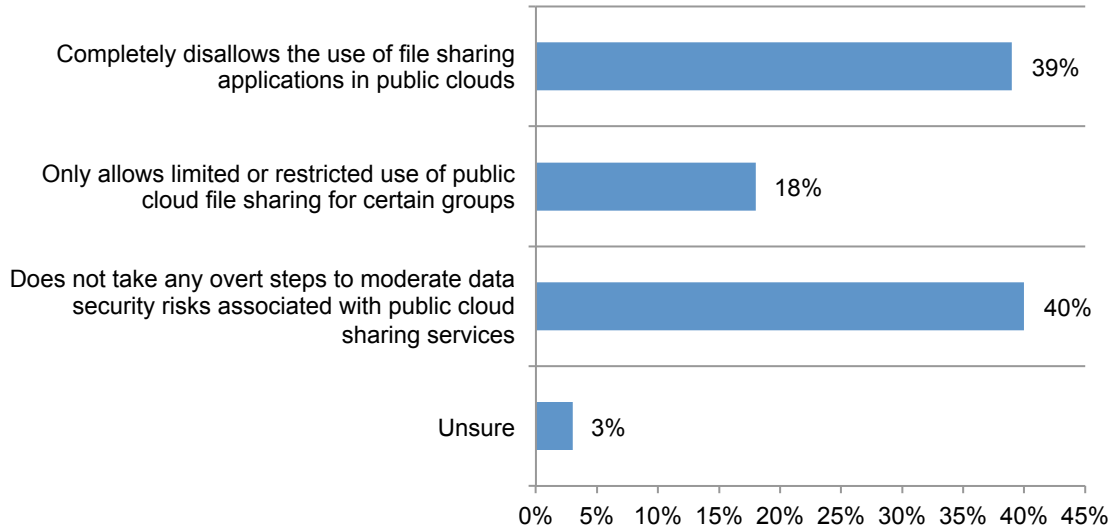 Completely disallows the use of file sharing
applications in public clouds
39%
Only allows limited or restricted use of public
cloud file sharing for certain groups
18%
Does not take any overt steps to moderate data
security risks associated with public cloud
sharing services
40%
Unsure
3%
0% 5% 10% 15% 20% 25% 30% 35% 40% 45%